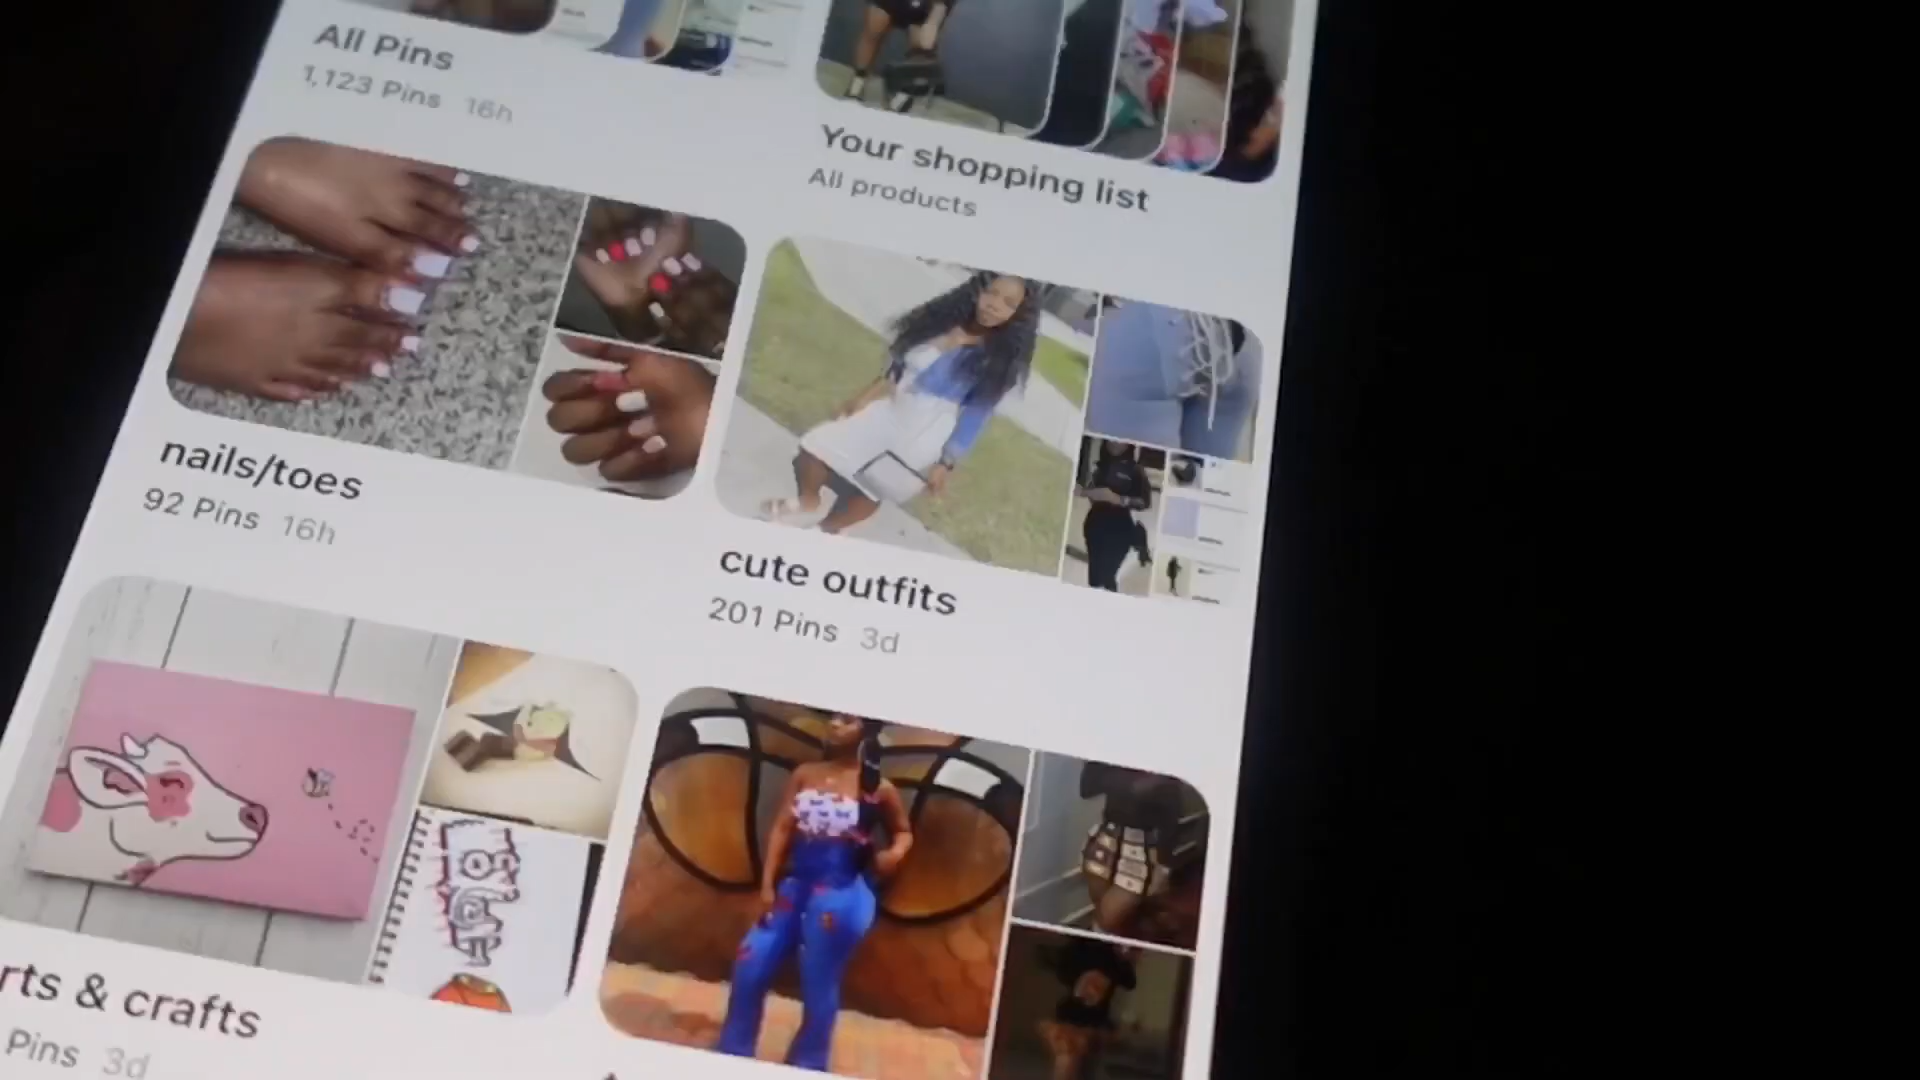 All Pins
1,123 Pins 16h
Your shopping list
All products
nails/toes
92 Pins 16h
cute outfits
201 Pins 3d
rts & crafts
Pins 3d